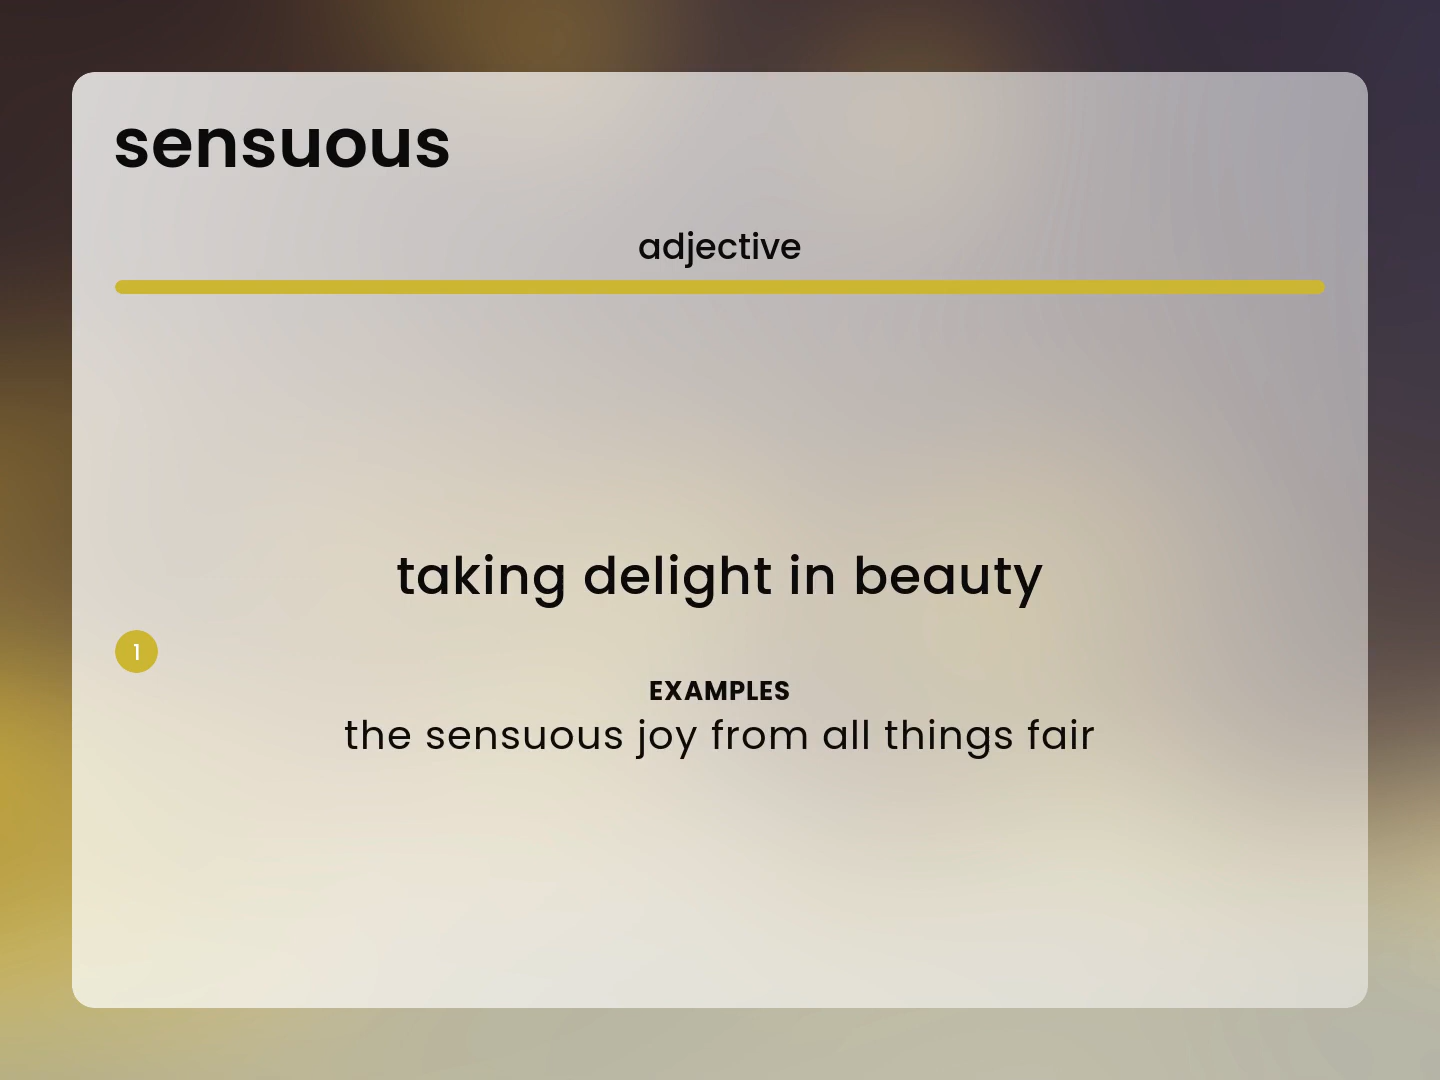 sensuous
adjective
taking delight in beauty
1
EXAMPLES
the sensuous joy from all things fair